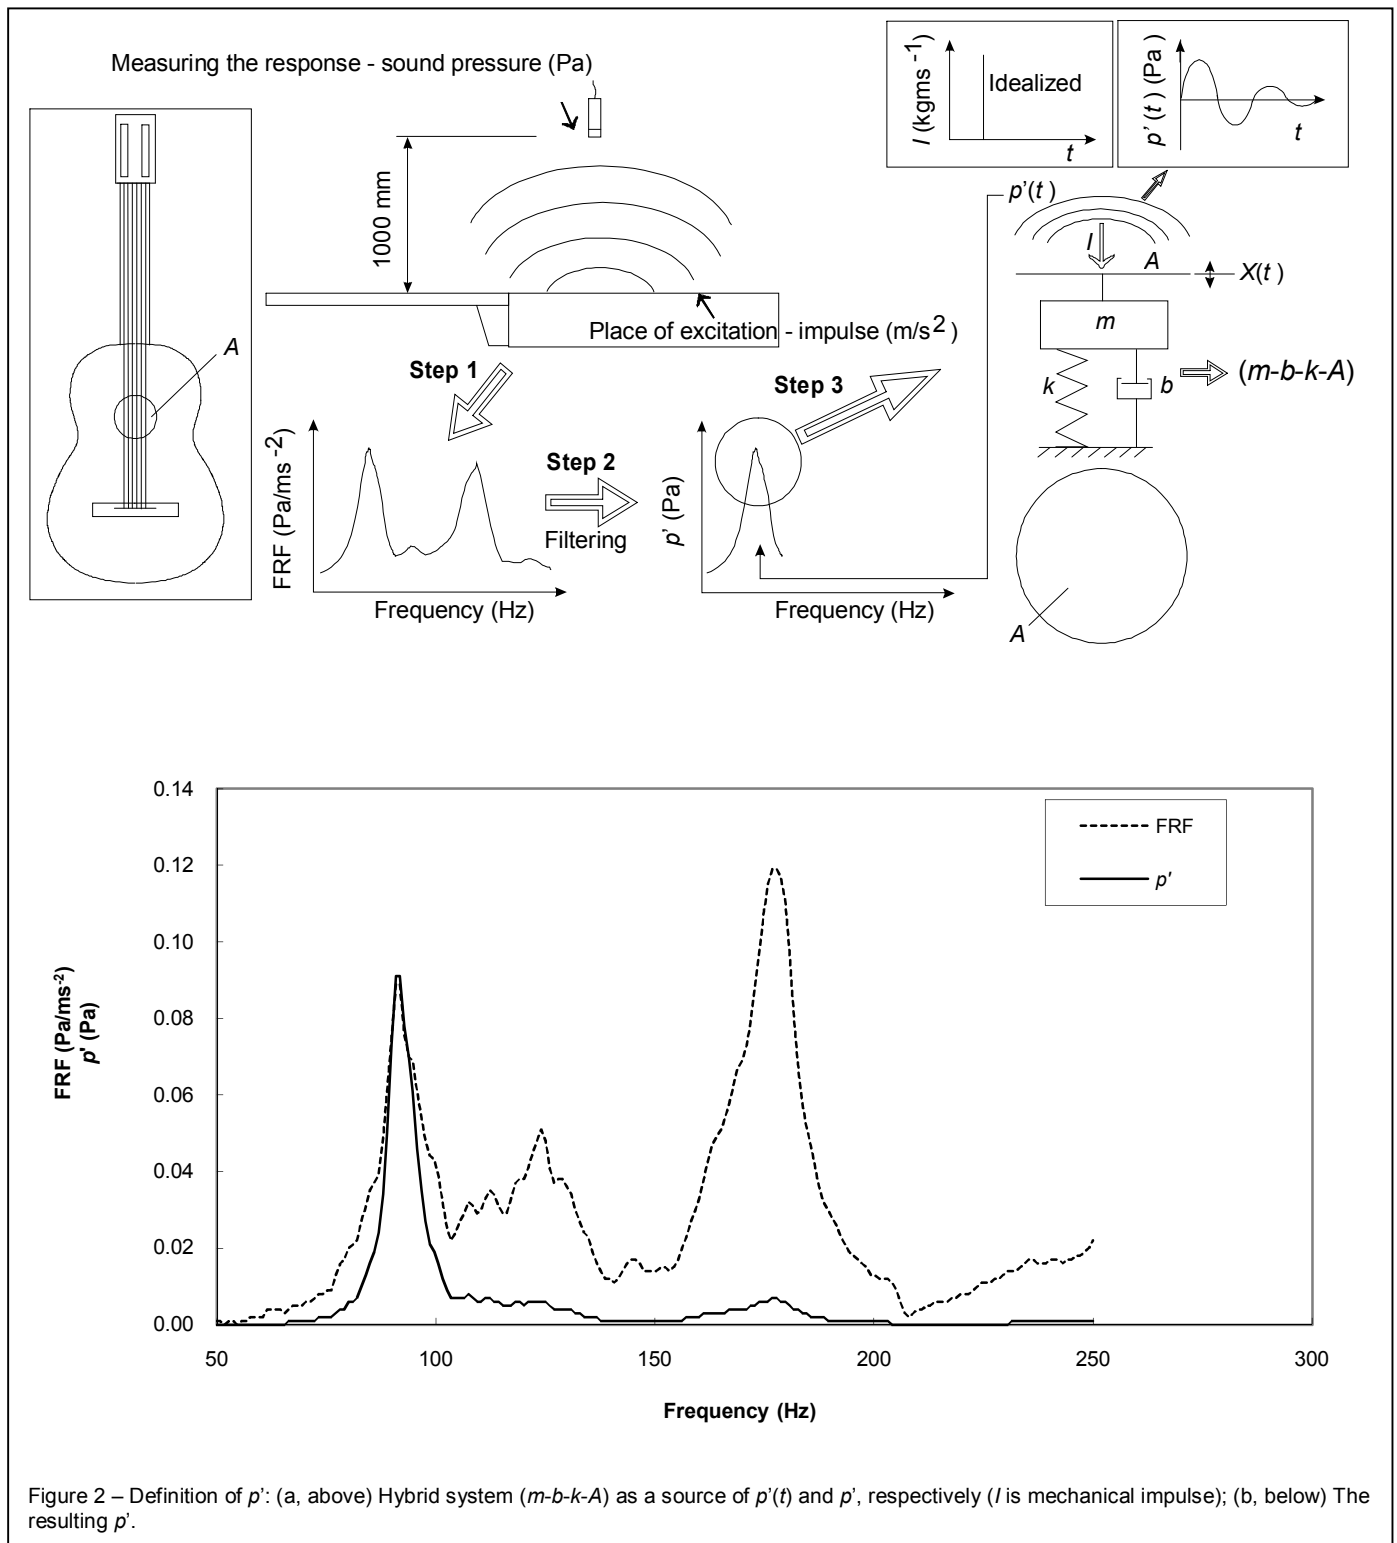 Measuring the response - sound pressure (Pa)
1000 mm
A
Place of excitation - impulse (m/s2)
I (kgms-1)
Idealized
t
p' (t) (Pa
t
p'(t)
I
A
X(t)
m
k
b
(m-b-k-A)
A
Step 1
FRF (Pa/ms-2)
Frequency (Hz)
Step 2
Filtering
p' (Pa)
Frequency (Hz)
Step 3
0.14
0.12
0.10
0.08
0.06
0.04
0.02
0.00
FRF (Pa/ms-2)
p' (Pa)
50 100 150 200 250 300
Frequency (Hz)
FRF
p'
Figure 2 – Definition of p': (a, above) Hybrid system (m-b-k-A) as a source of p'(t) and p', respectively (I is mechanical impulse); (b, below) The
resulting p'.